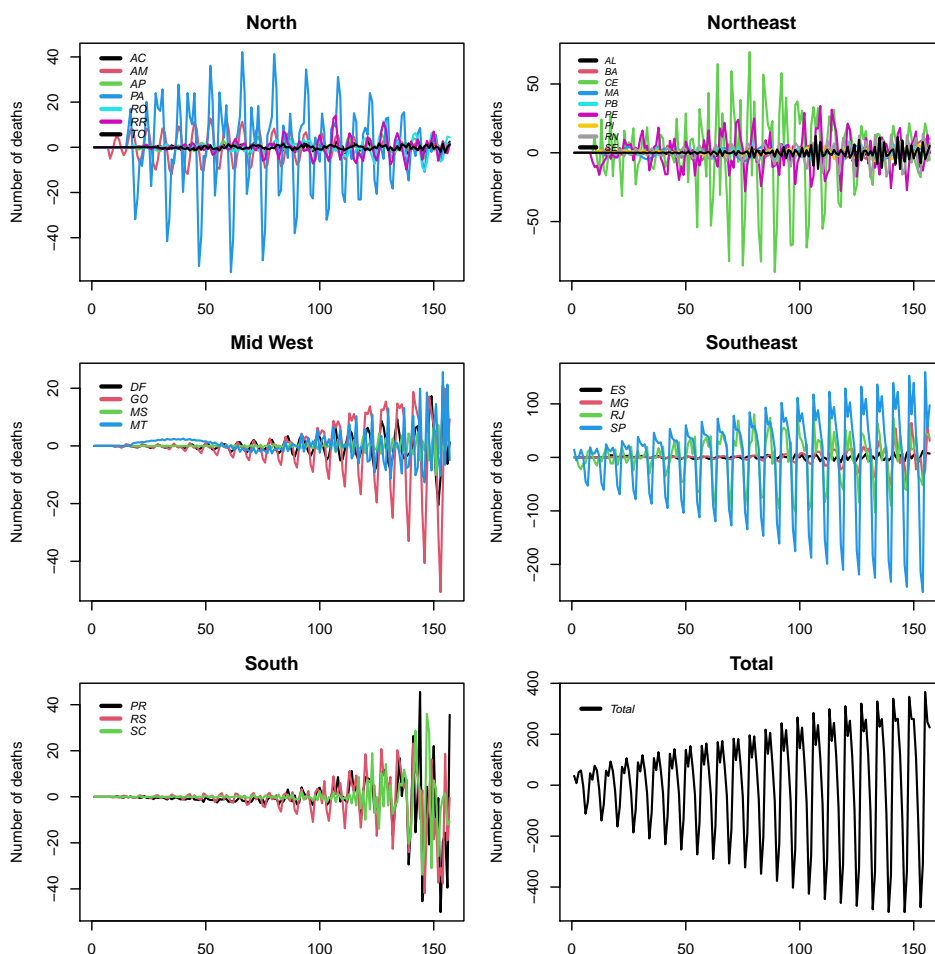 North
Number of deaths
40
20
0
−20
−40
AC
AM
AP
PA
RO
RR
TO
0
50
100
150
Northeast
Number of deaths
50
0
−50
AL
BA
CE
MA
PB
PE
PI
RN
SE
0
50
100
150
Mid West
Number of deaths
20
0
−20
−40
DF
GO
MS
MT
0
50
100
150
Southeast
Number of deaths
100
0
−100
−200
ES
MG
RJ
SP
0
50
100
150
South
Number of deaths
40
20
0
−20
−40
PR
RS
SC
0
50
100
150
Total
Number of deaths
400
200
0
−200
−400
Total
0
50
100
150